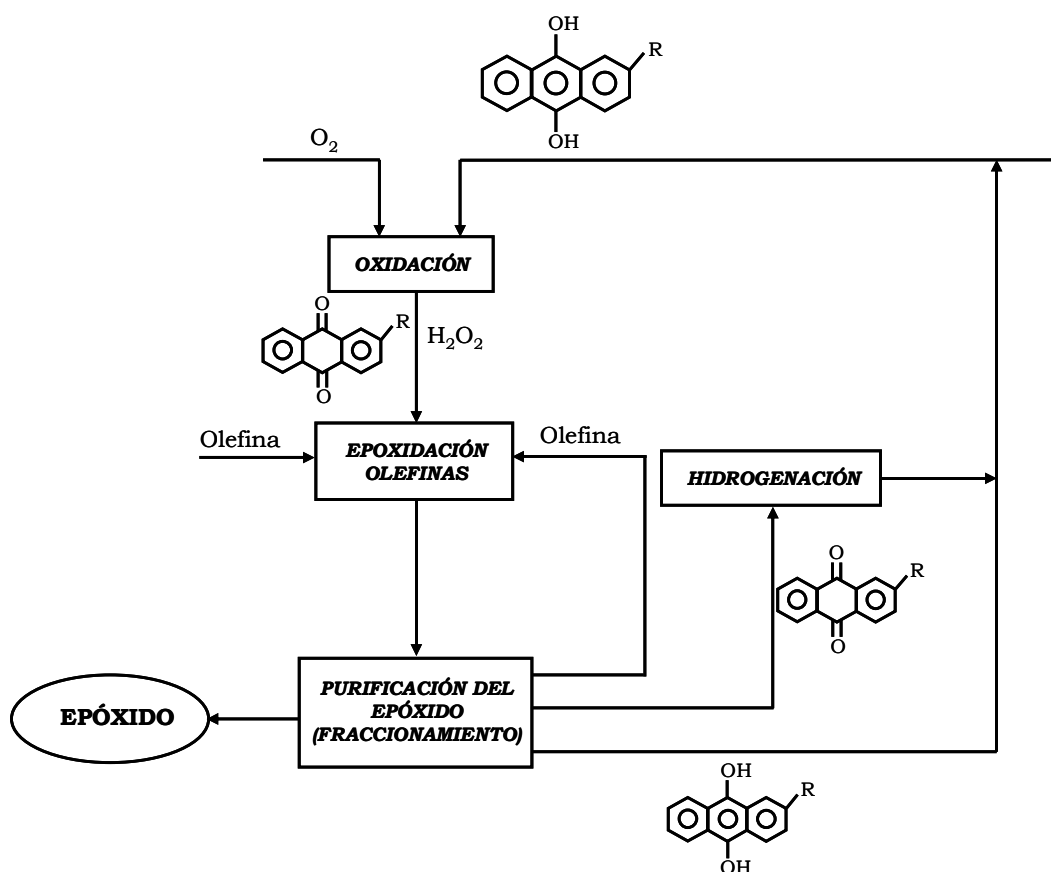 OH
R
OH
O₂
OXIDACIÓN
O
R
H₂O₂
O
Olefina
EPOXIDACIÓN
OLEFINAS
Olefina
HIDROGENACIÓN
O
R
O
PURIFICACIÓN DEL
EPÓXIDO
(FRACCIONAMIENTO)
EPÓXIDO
OH
R
OH